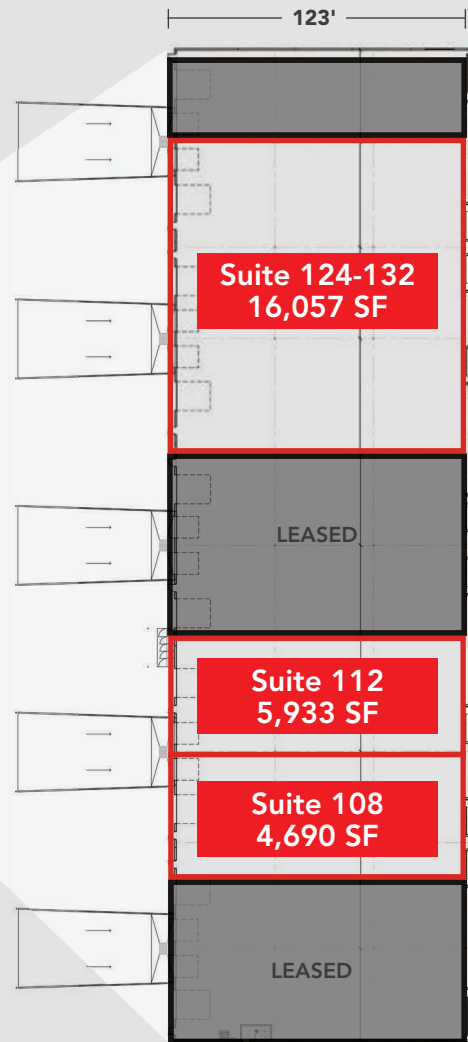 123'
Suite 124-132
16,057 SF
LEASED
Suite 112
5,933 SF
Suite 108
4,690 SF
LEASED